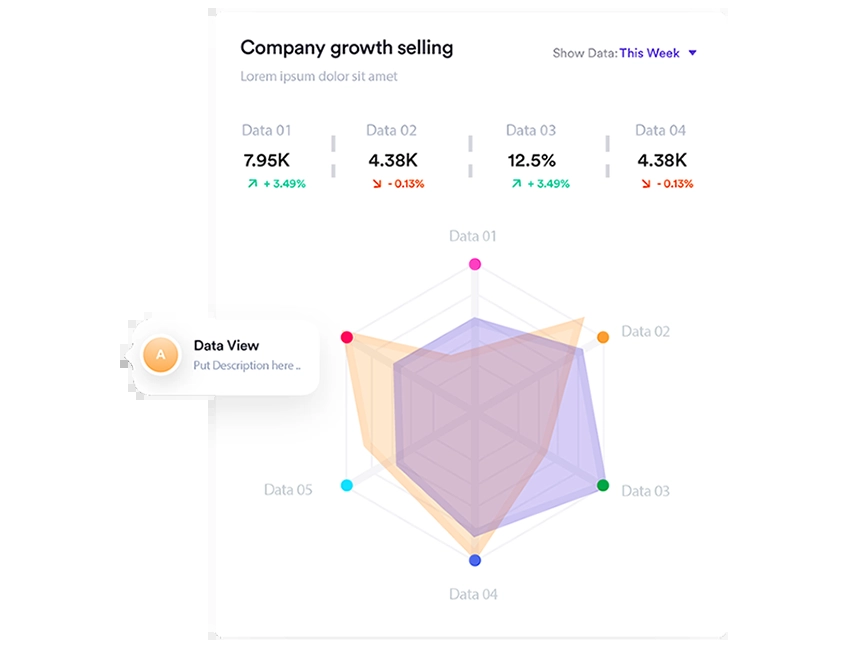 Company growth selling
Show Data: This Week
Lorem ipsum dolor sit amet
Data 01
Data 02
Data 03
Data 04
7.95K
4.38K
12.5%
4.38K
+ 3.49%
- 0.13%
+ 3.49%
- 0.13%
Data 01
Data 02
A
Data View
Put Description here ..
Data 05
Data 03
Data 04